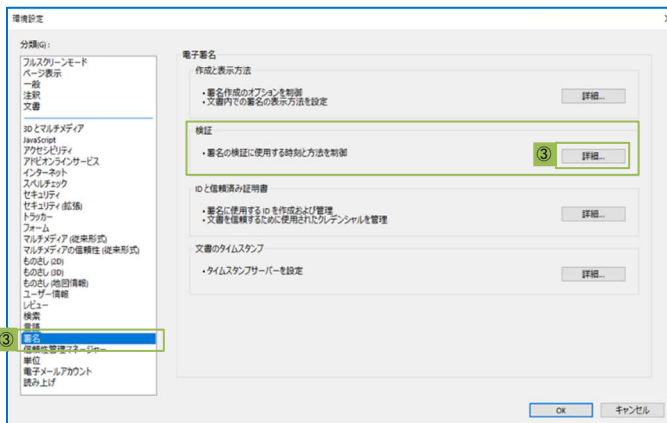 環境設定
分類(G):
フルスクリーンモード
ページ表示
一般
注釈
文書
3D とマルチメディア
JavaScript
アクセシビリティ
アドビオンラインサービス
インターネット
スペルチェック
セキュリティ
セキュリティ (拡張)
トラッカー
フォーム
マルチメディア (従来形式)
マルチメディアの信頼性 (従来形式)
ものさし (2D)
ものさし (3D)
ものさし (地図情報)
ユーザー情報
レビュー
検索
言語
③ 署名
信頼性管理マネージャー
単位
電子メールアカウント
読み上げ
電子署名
作成と表示方法
・署名作成のオプションを制御
・文書内での署名の表示方法を設定
詳細...
検証
・署名の検証に使用する時刻と方法を制御
③ 詳細...
ID と信頼済み証明書
・署名に使用する ID を作成および管理
・文書を信頼するために使用されたクレデンシャルを管理
詳細...
文書のタイムスタンプ
・タイムスタンプサーバーを設定
詳細...
OK
キャンセル